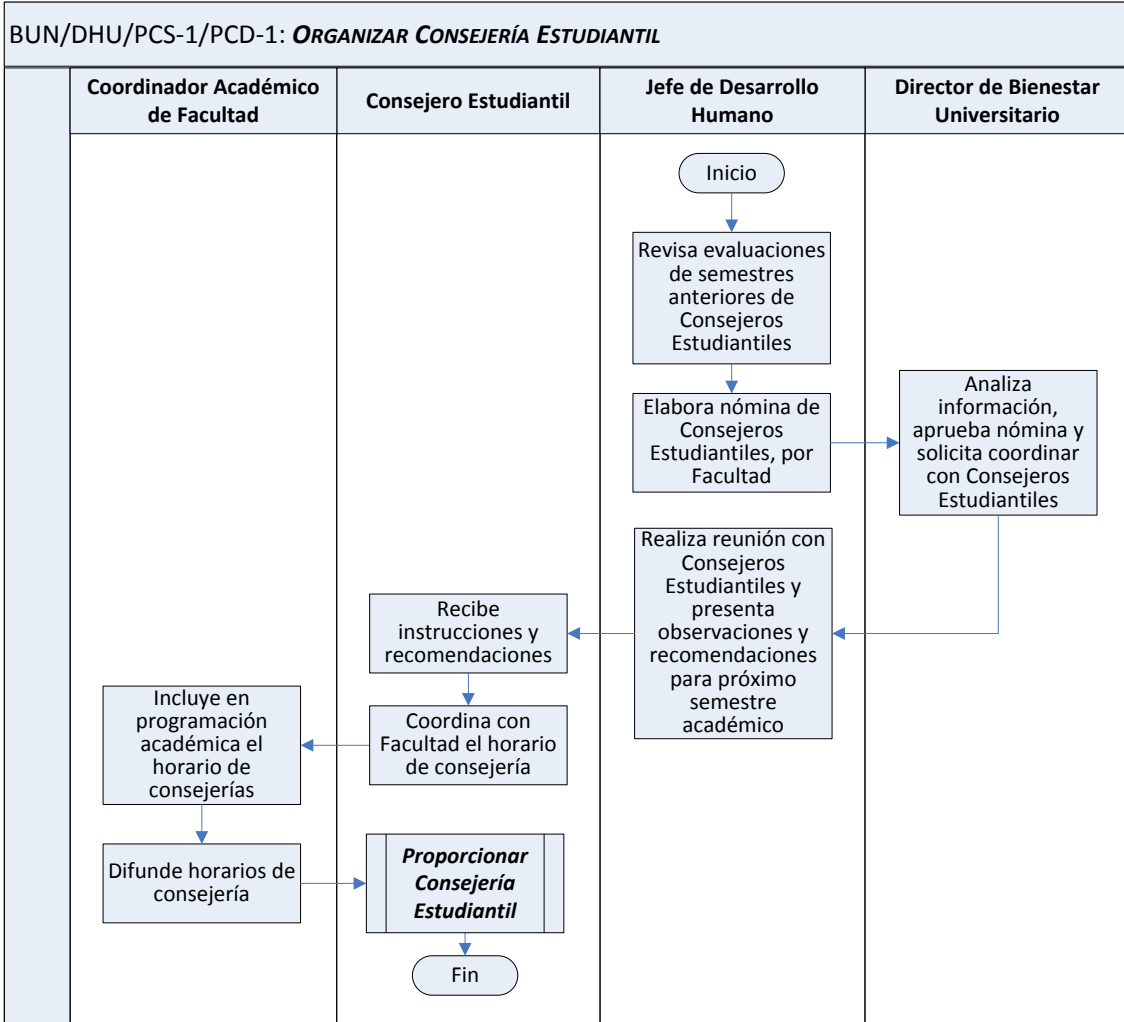 BUN/DHU/PCS-1/PCD-1: ORGANIZAR CONSEJERÍA ESTUDIANTIL
Coordinador Académico
de Facultad
Consejero Estudiantil
Jefe de Desarrollo
Humano
Director de Bienestar
Universitario
Inicio
Revisa evaluaciones
de semestres
anteriores de
Consejeros
Estudiantiles
Elabora nómina de
Consejeros
Estudiantiles, por
Facultad
Analiza
información,
aprueba nómina y
solicita coordinar
con Consejeros
Estudiantiles
Realiza reunión con
Consejeros
Estudiantiles y
presenta
observaciones y
recomendaciones
para próximo
semestre
académico
Recibe
instrucciones y
recomendaciones
Coordina con
Facultad el horario
de consejería
Incluye en
programación
académica el
horario de
consejerías
Difunde horarios de
consejería
Proporcionar
Consejería
Estudiantil
Fin